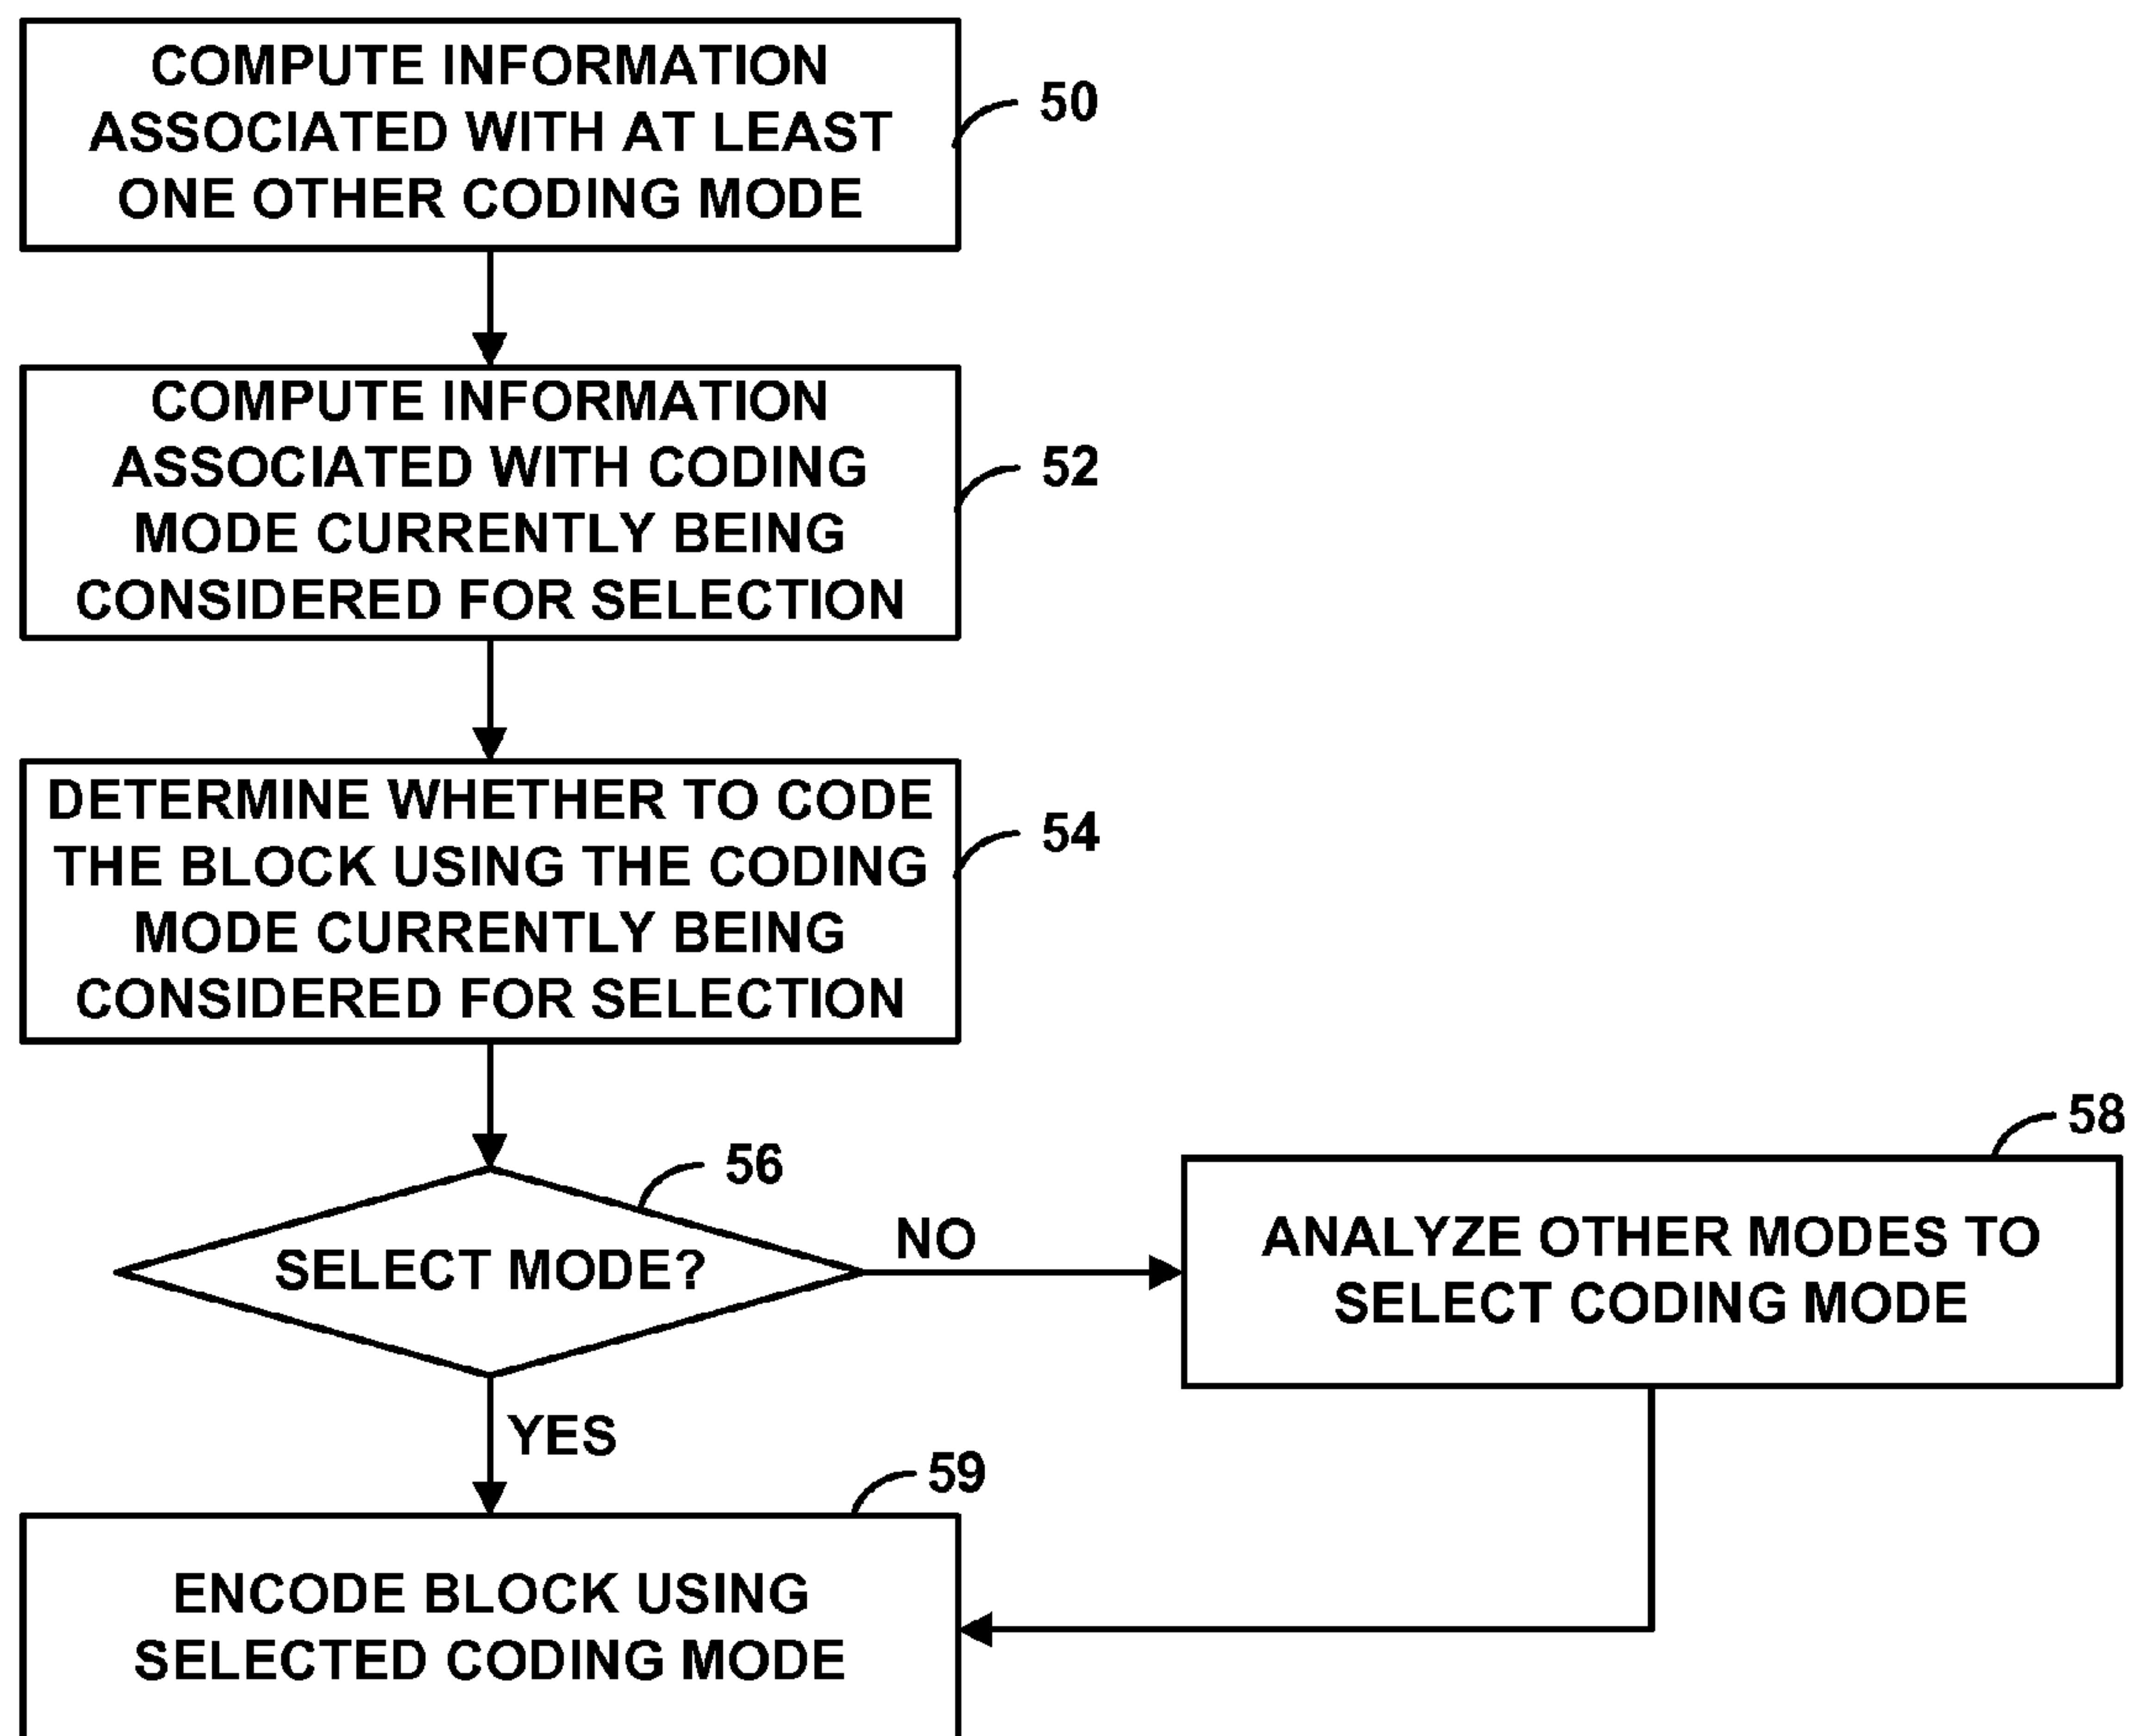 COMPUTE INFORMATION
ASSOCIATED WITH AT LEAST
ONE OTHER CODING MODE
50
COMPUTE INFORMATION
ASSOCIATED WITH CODING
MODE CURRENTLY BEING
CONSIDERED FOR SELECTION
52
DETERMINE WHETHER TO CODE
THE BLOCK USING THE CODING
MODE CURRENTLY BEING
CONSIDERED FOR SELECTION
54
56
SELECT MODE?
NO
58
ANALYZE OTHER MODES TO
SELECT CODING MODE
YES
59
ENCODE BLOCK USING
SELECTED CODING MODE